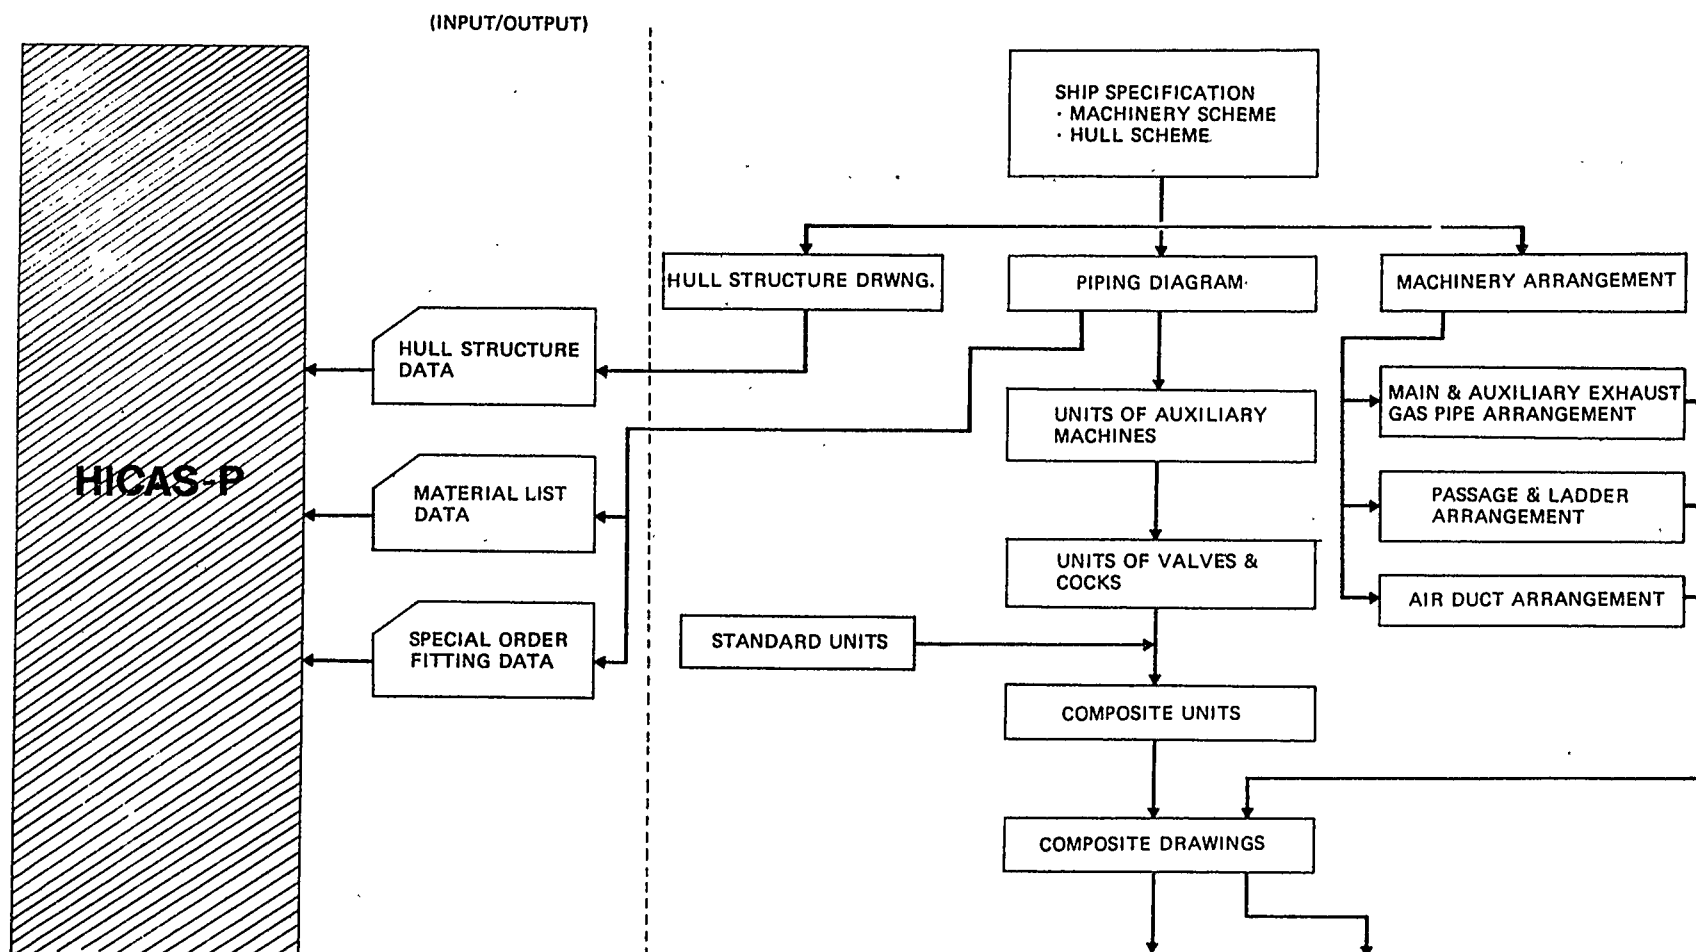 (INPUT/OUTPUT)
SHIP SPECIFICATION
· MACHINERY SCHEME
· HULL SCHEME
HULL STRUCTURE DRWNG.
PIPING DIAGRAM
MACHINERY ARRANGEMENT
HULL STRUCTURE
DATA
MAIN & AUXILIARY EXHAUST
GAS PIPE ARRANGEMENT
UNITS OF AUXILIARY
MACHINES
HICAS-P
MATERIAL LIST
DATA
PASSAGE & LADDER
ARRANGEMENT
UNITS OF VALVES &
COCKS
AIR DUCT ARRANGEMENT
SPECIAL ORDER
FITTING DATA
STANDARD UNITS
COMPOSITE UNITS
COMPOSITE DRAWINGS